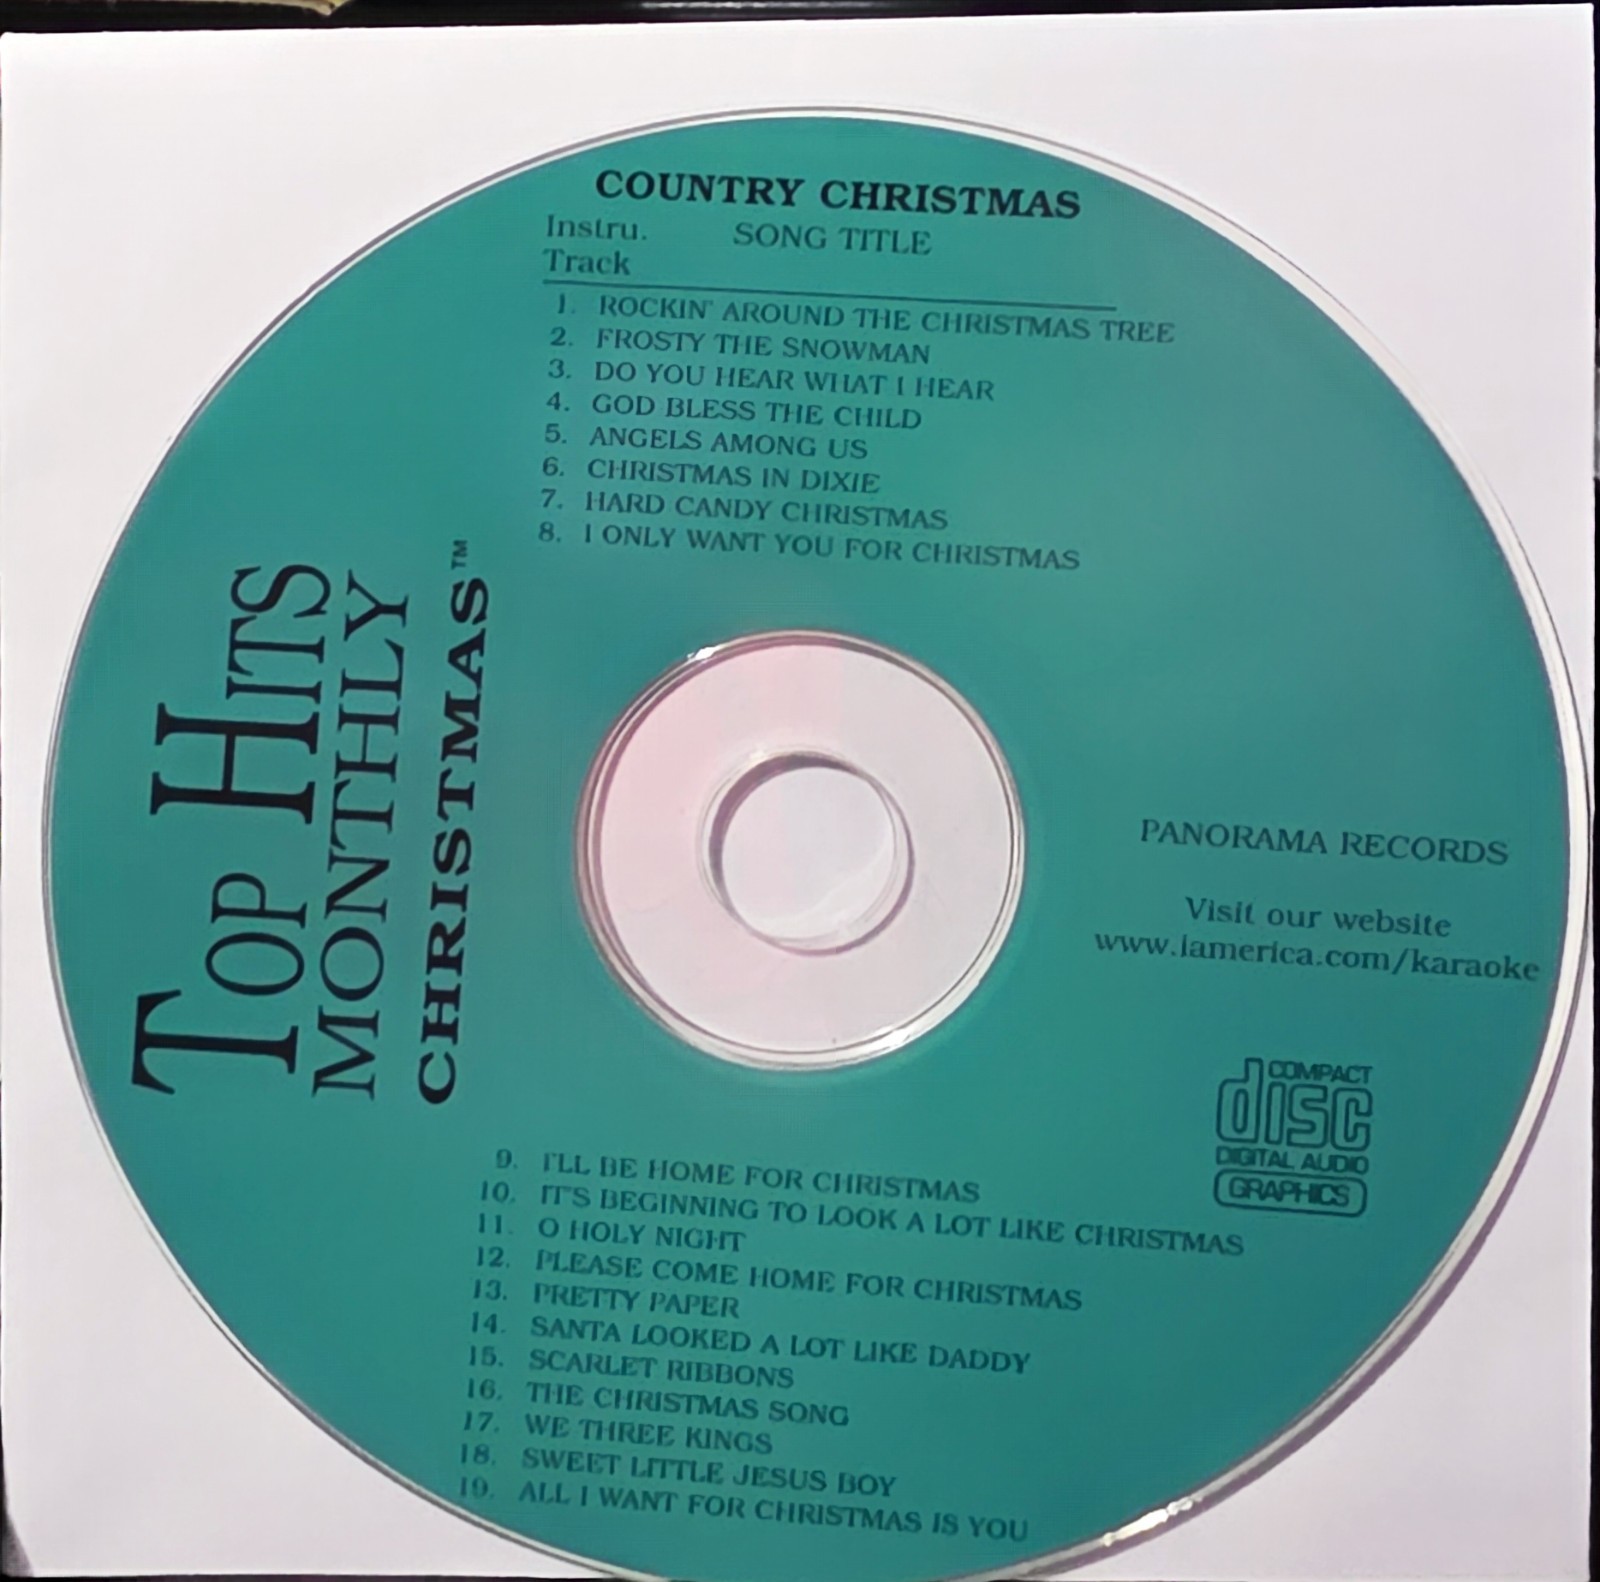 COUNTRY CHRISTMAS
Instru. SONG TITLE
Track
1. ROCKIN' AROUND THE CHRISTMAS TREE
2. FROSTY THE SNOWMAN
3. DO YOU HEAR WHAT I HEAR
4. GOD BLESS THE CHILD
5. ANGELS AMONG US
6. CHRISTMAS IN DIXIE
7. HARD CANDY CHRISTMAS
8. I ONLY WANT YOU FOR CHRISTMAS
TOP HITS
MONTHLY
CHRISTMAS™
PANORAMA RECORDS
Visit our website
www.iamerica.com/karaoke
COMPACT
disc
DIGITAL AUDIO
GRAPHICS
9. I'LL BE HOME FOR CHRISTMAS
10. IT'S BEGINNING TO LOOK A LOT LIKE CHRISTMAS
11. O HOLY NIGHT
12. PLEASE COME HOME FOR CHRISTMAS
13. PRETTY PAPER
14. SANTA LOOKED A LOT LIKE DADDY
15. SCARLET RIBBONS
16. THE CHRISTMAS SONG
17. WE THREE KINGS
18. SWEET LITTLE JESUS BOY
19. ALL I WANT FOR CHRISTMAS IS YOU